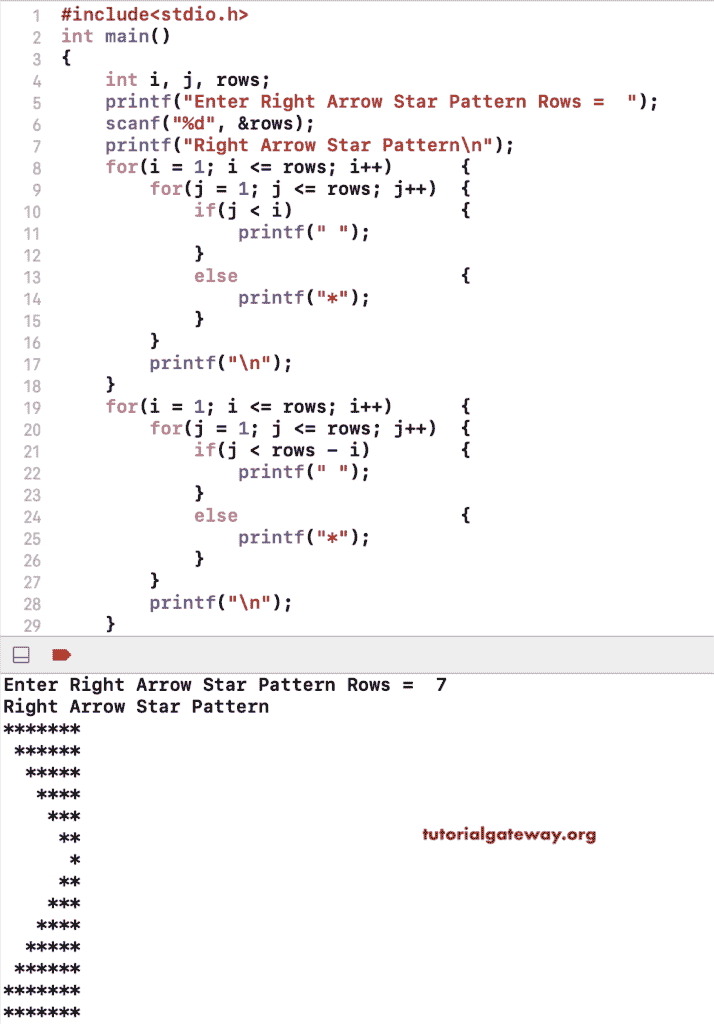 1 #include<stdio.h>
2 int main()
3 {
4     int i, j, rows;
5     printf("Enter Right Arrow Star Pattern Rows =  ");
6     scanf("%d", &rows);
7     printf("Right Arrow Star Pattern\n");
8     for(i = 1; i <= rows; i++)      {
9         for(j = 1; j <= rows; j++)  {
10             if(j < i)               {
11                 printf(" ");
12             }
13             else                    {
14                 printf("*");
15             }
16         }
17         printf("\n");
18     }
19     for(i = 1; i <= rows; i++)      {
20         for(j = 1; j <= rows; j++)  {
21             if(j < rows - i)        {
22                 printf(" ");
23             }
24             else                    {
25                 printf("*");
26             }
27         }
28         printf("\n");
29     }
Enter Right Arrow Star Pattern Rows =  7
Right Arrow Star Pattern
*******
 ******
  *****
   ****
    ***
     **
      *
     **
    ***
   ****
  *****
 ******
*******
*******
tutorialgateway.org